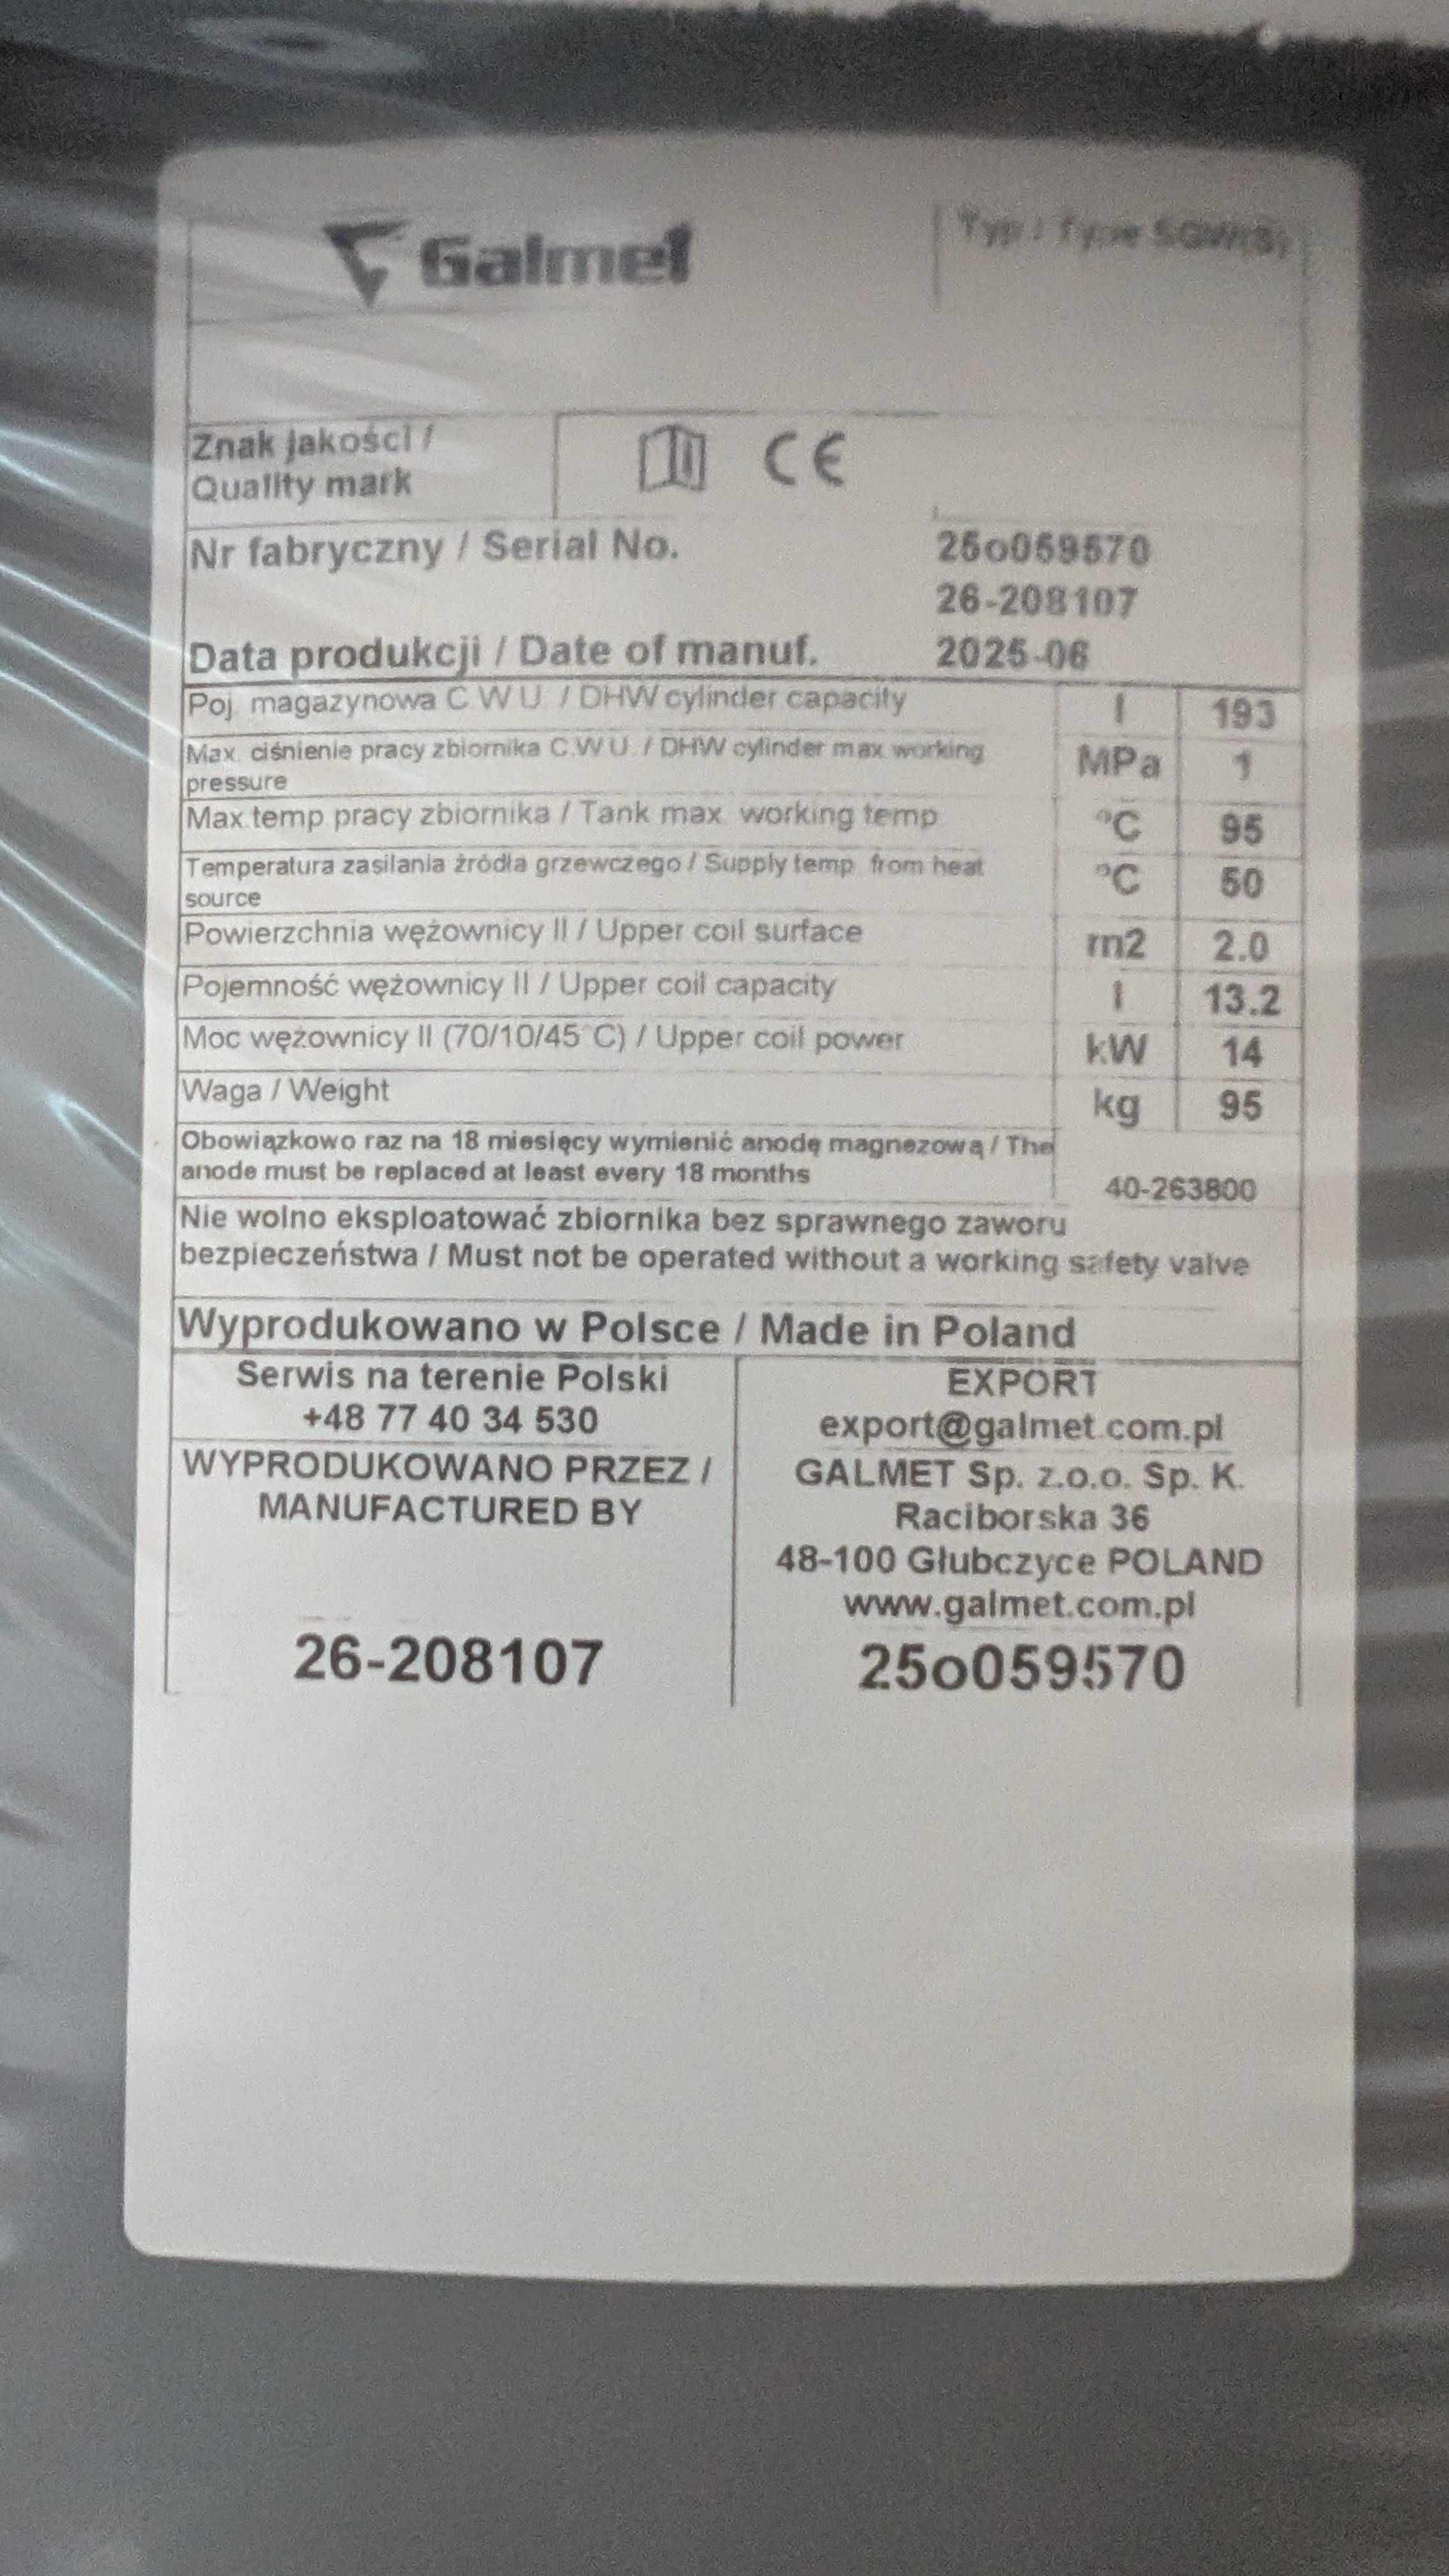 Galmet
Typ / Type SGW(S)
Znak jakości /
Quality mark
CE
Nr fabryczny / Serial No.
25o059570
26-208107
Data produkcji / Date of manuf.
2025-06
Poj. magazynowa C.W.U. / DHW cylinder capacity
l
193
Max. ciśnienie pracy zbiornika C.W.U. / DHW cylinder max working
pressure
MPa
1
Max.temp pracy zbiornika / Tank max. working temp
°C
95
Temperatura zasilania źródła grzewczego / Supply temp. from heat
source
°C
50
Powierzchnia wężownicy II / Upper coil surface
m2
2.0
Pojemność wężownicy II / Upper coil capacity
l
13.2
Moc wężownicy II (70/10/45 C) / Upper coil power
kW
14
Waga / Weight
kg
95
Obowiązkowo raz na 18 miesięcy wymienić anodę magnezową / The
anode must be replaced at least every 18 months
40-263800
Nie wolno eksploatować zbiornika bez sprawnego zaworu
bezpieczeństwa / Must not be operated without a working safety valve
Wyprodukowano w Polsce / Made in Poland
Serwis na terenie Polski
+48 77 40 34 530
WYPRODUKOWANO PRZEZ /
MANUFACTURED BY
26-208107
EXPORT
export@galmet.com.pl
GALMET Sp. z.o.o. Sp. K.
Raciborska 36
48-100 Głubczyce POLAND
www.galmet.com.pl
25o059570